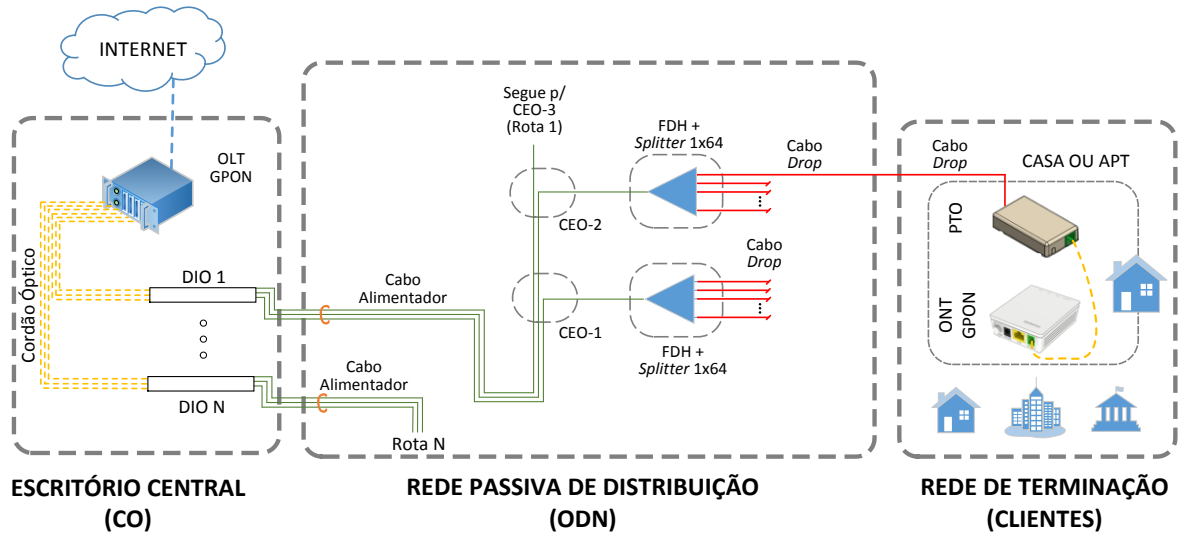 INTERNET
OLT
GPON
Cordão Óptico
DIO 1
DIO N
Cabo
Alimentador
Cabo
Alimentador
Rota N
Segue p/
CEO-3
(Rota 1)
CEO-2
CEO-1
FDH +
Splitter 1x64
Cabo
Drop
Cabo
Drop
FDH +
Splitter 1x64
Cabo
Drop
CASA OU APT
PTO
ONT
GPON
ESCRITÓRIO CENTRAL
(CO)
REDE PASSIVA DE DISTRIBUIÇÃO
(ODN)
REDE DE TERMINAÇÃO
(CLIENTES)